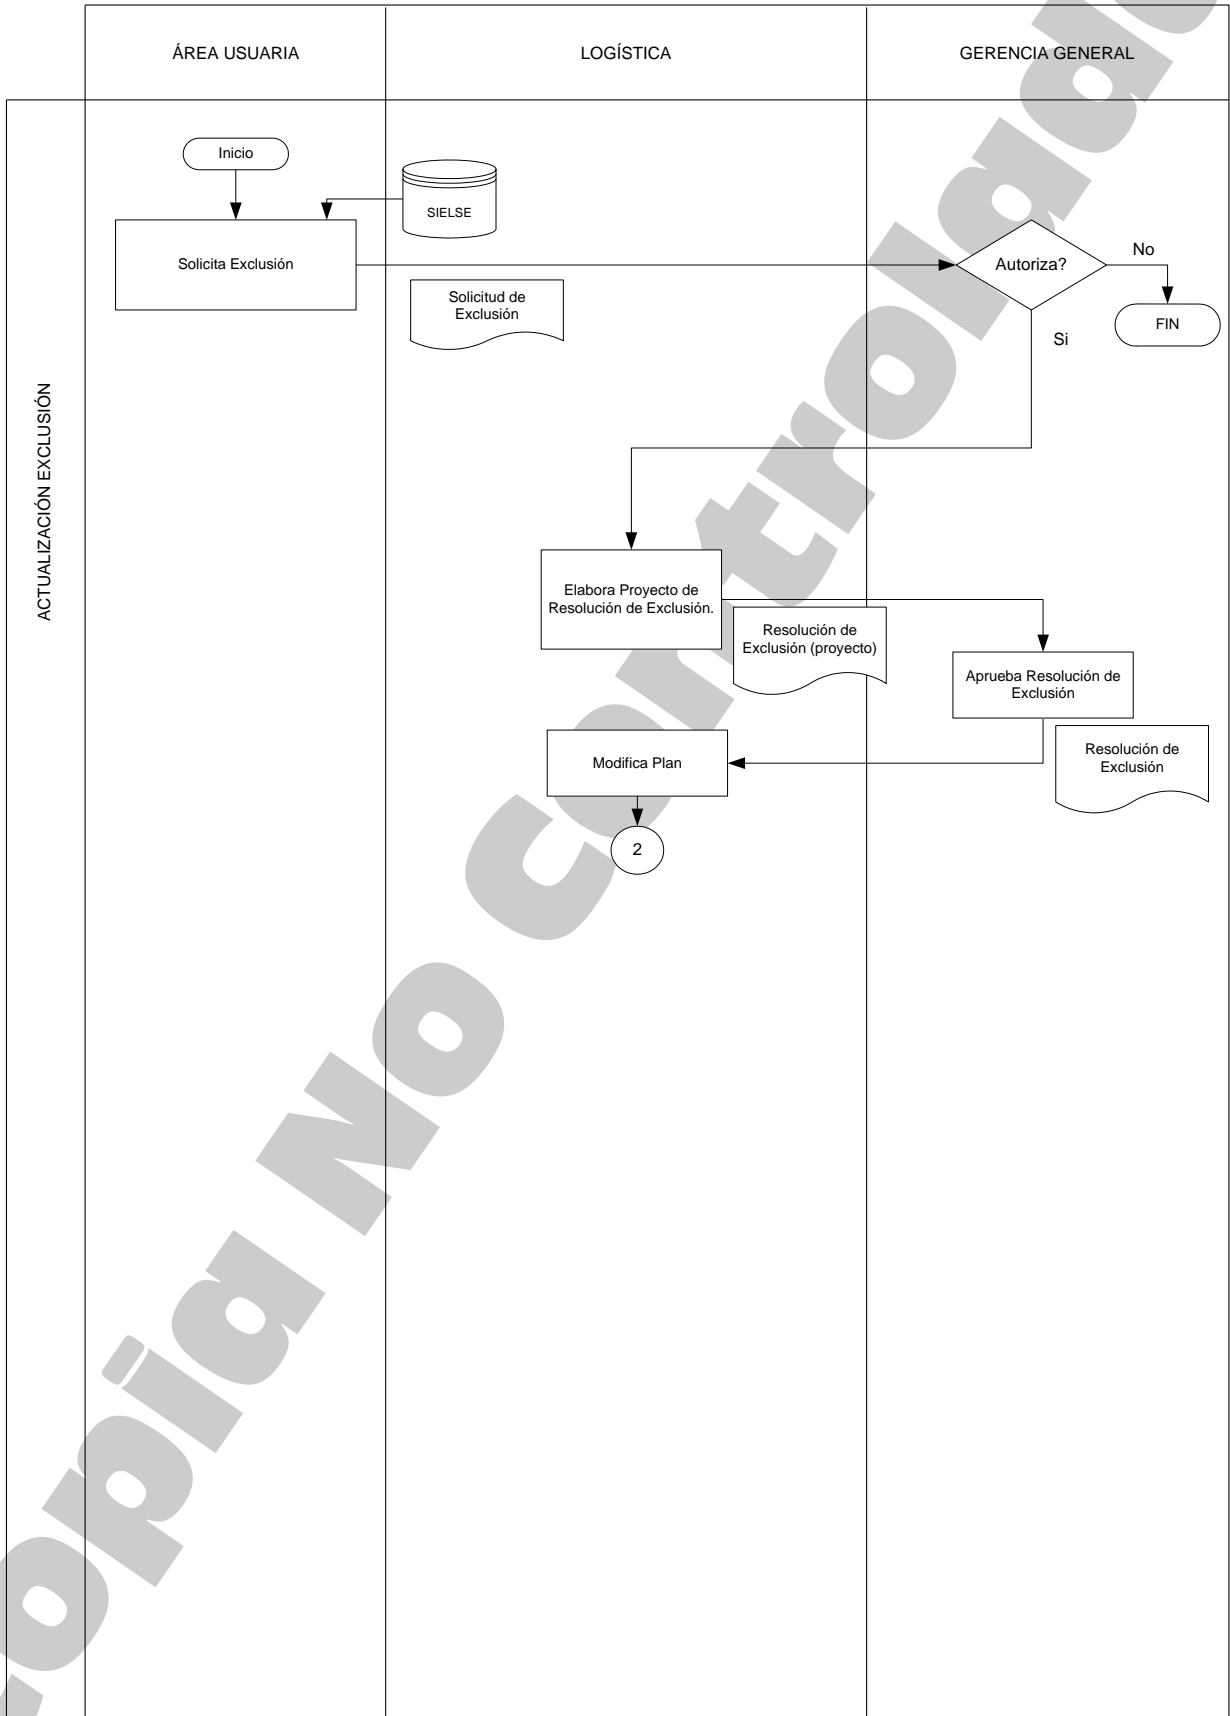 ÁREA USUARIA
LOGÍSTICA
GERENCIA GENERAL
ACTUALIZACIÓN EXCLUSIÓN
Inicio
SIELSE
Solicita Exclusión
Solicitud de
Exclusión
Autoriza?
No
FIN
Si
Elabora Proyecto de
Resolución de Exclusión.
Resolución de
Exclusión (proyecto)
Aprueba Resolución de
Exclusión
Resolución de
Exclusión
Modifica Plan
2
opia No controlad